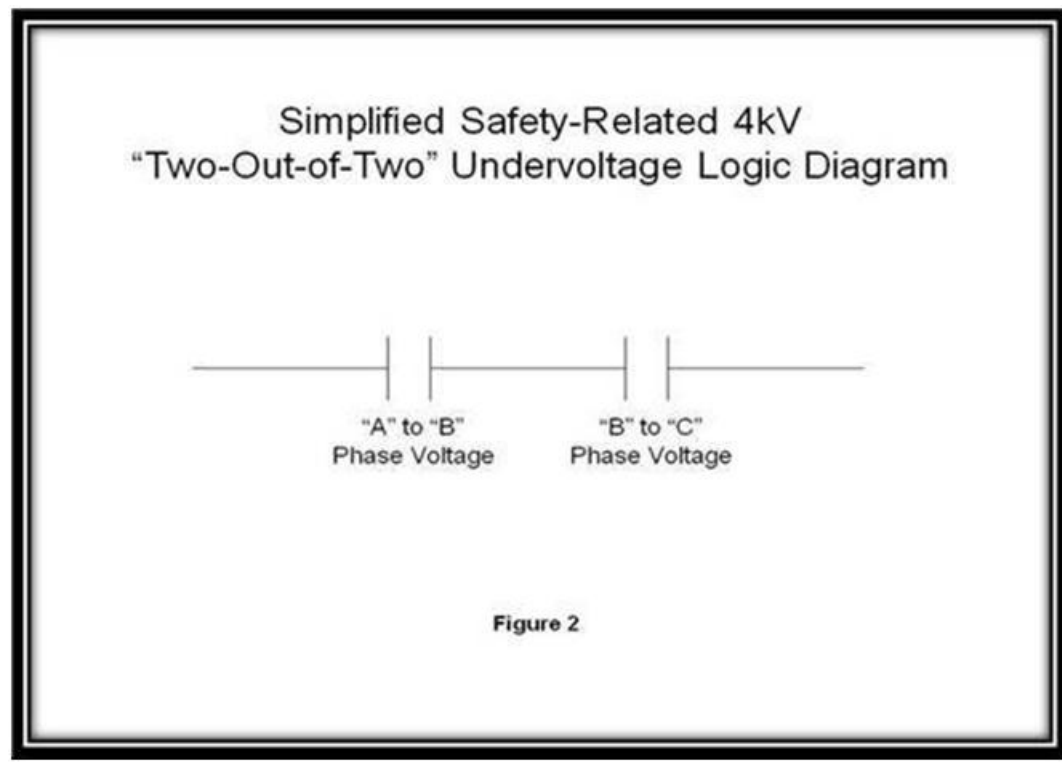 Simplified Safety-Related 4kV
“Two-Out-of-Two” Undervoltage Logic Diagram
“A” to “B”
Phase Voltage
“B” to “C”
Phase Voltage
Figure 2